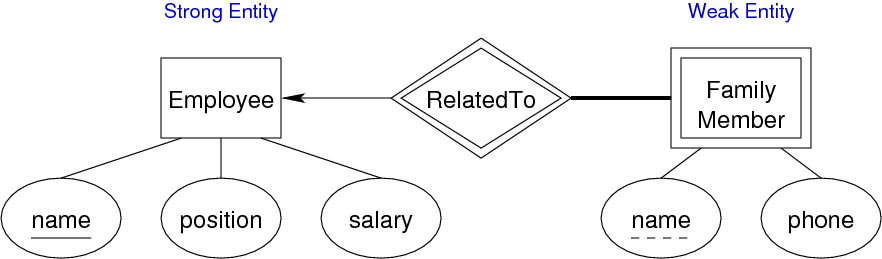 Strong Entity
Weak Entity
Employee
RelatedTo
Family
Member
name
position
salary
name
phone